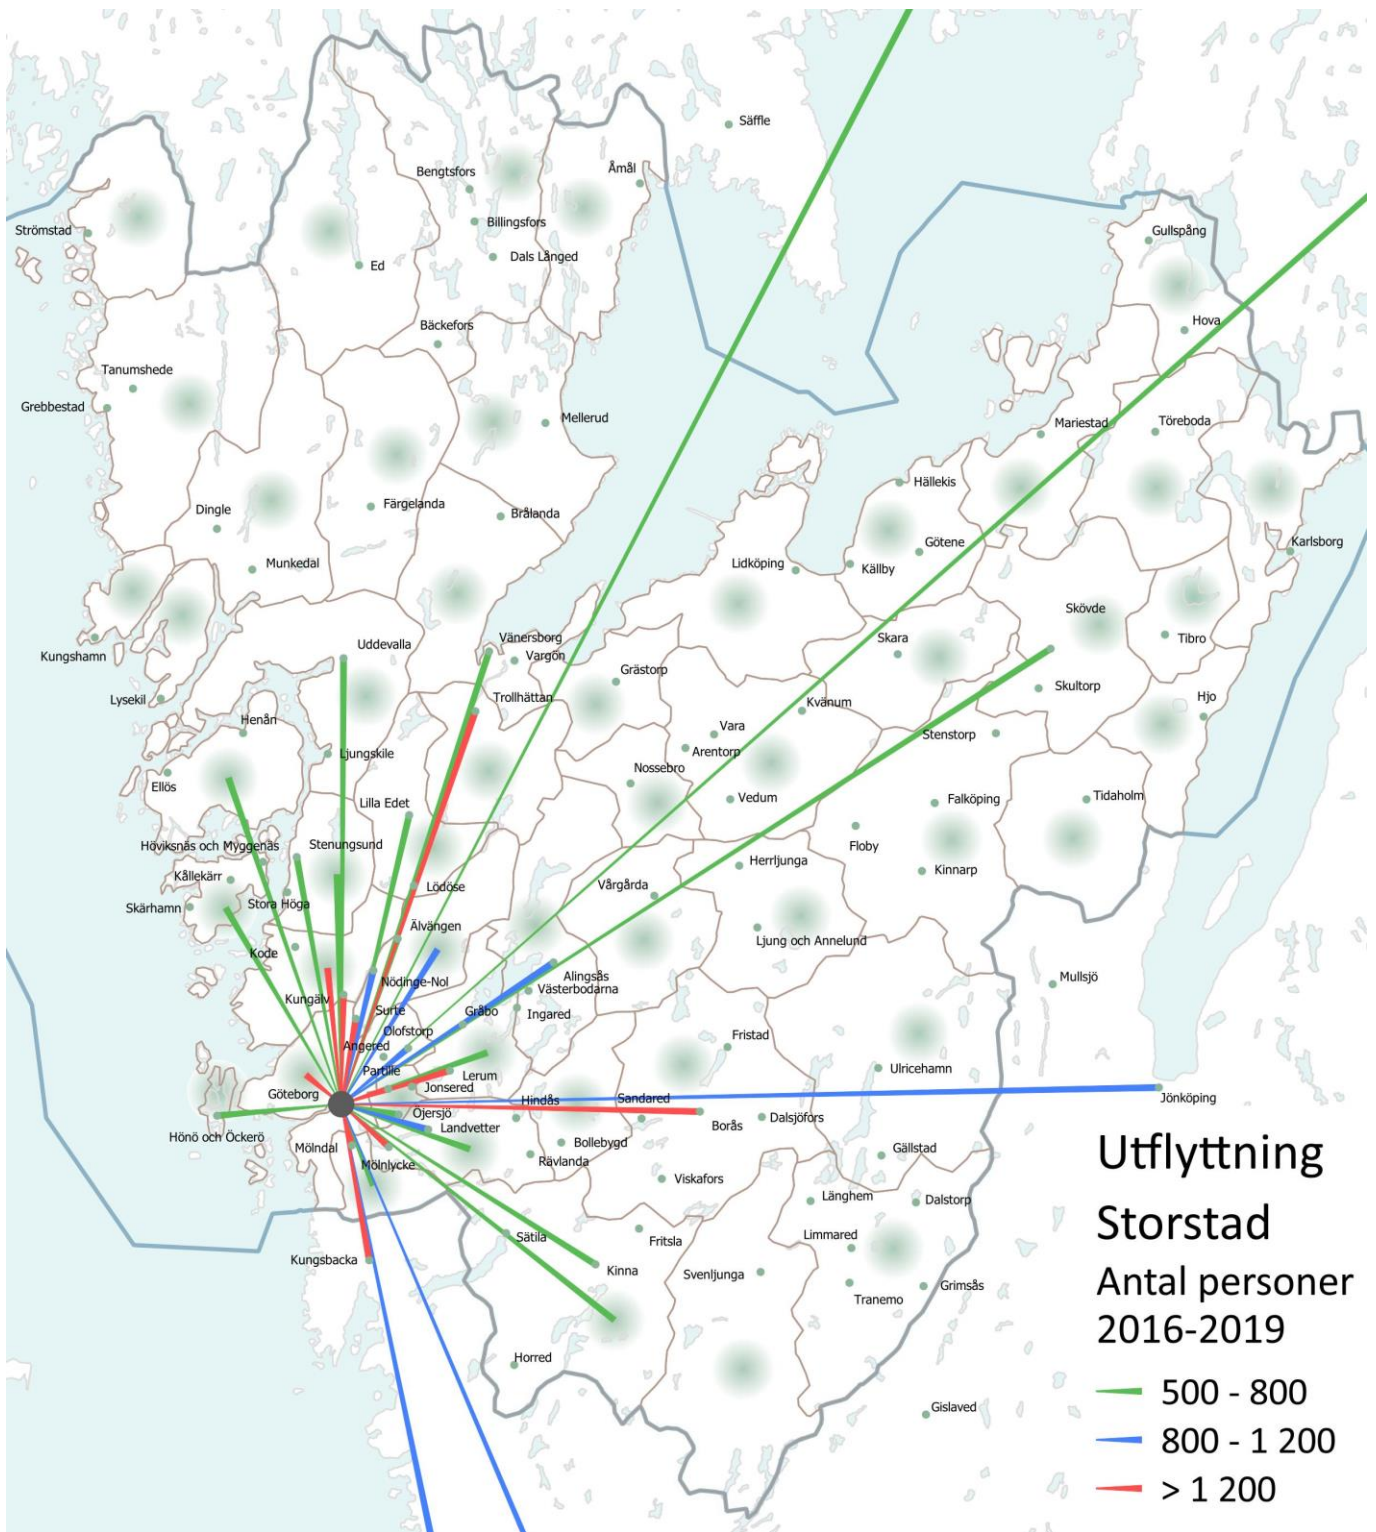 Säffle
Åmål
Bengtsfors
Billingsfors
Strömstad
Gullspång
Dals Långed
Ed
Hova
Bäckefors
Tanumshede
Grebbestad
Mellerud
Mariestad
Töreboda
Hällekis
Dingle
Färgelanda
Brålanda
Götene
Karlsborg
Munkedal
Lidköping
Källby
Skövde
Uddevalla
Vänersborg
Skara
Tibro
Kungshamn
Vargön
Grästorp
Skultorp
Lysekil
Trollhättan
Kvänum
Hjo
Henån
Vara
Stenstorp
Ljungskile
Arentorp
Nossebro
Ellös
Lilla Edet
Vedum
Falköping
Tidaholm
Höviksnäs och Myggenäs
Stenungsund
Floby
Herrljunga
Kållekärr
Lödöse
Vårgårda
Kinnarp
Skärhamn
Stora Höga
Älvängen
Ljung och Annelund
Kode
Alingsås
Mullsjö
Nödinge-Nol
Västerbodarna
Kungälv
Surte
Gråbo
Ingared
Olofstorp
Angered
Fristad
Partille
Lerum
Ulricehamn
Göteborg
Jonsered
Hindås
Sandared
Jönköping
Öjersjö
Borås
Dalsjöfors
Hönö och Öckerö
Landvetter
Mölndal
Bollebygd
Gällstad
Mölnlycke
Rävlanda
Viskafors
Länghem
Dalstorp
Sätila
Fritsla
Limmared
Kungsbacka
Kinna
Svenljunga
Grimsås
Tranemo
Horred
Gislaved
Utflyttning
Storstad
Antal personer
2016-2019
500 - 800
800 - 1 200
> 1 200